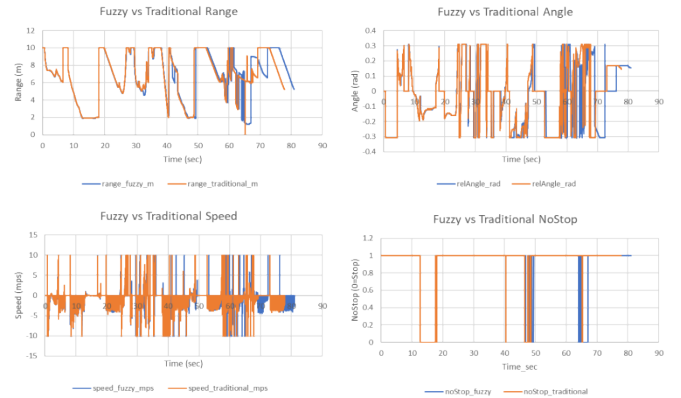 Fuzzy vs Traditional Range
12
10
8
6
4
2
0
Range (m)
0 10 20 30 40 50 60 70 80 90
Time (sec)
range_fuzzy_m range_traditional_m
Fuzzy vs Traditional Angle
0.4
0.3
0.2
0.1
0
-0.1
-0.2
-0.3
-0.4
Angle (rad)
0 10 20 30 40 50 60 70 80 90
Time (sec)
relAngle_rad relAngle_rad
Fuzzy vs Traditional Speed
15
10
5
0
-5
-10
-15
Speed (mps)
0 10 20 30 40 50 60 70 80 90
Time (sec)
speed_fuzzy_mps speed_traditional_mps
Fuzzy vs Traditional NoStop
1.2
1
0.8
0.6
0.4
0.2
0
NoStop (0=Stop)
0 10 20 30 40 50 60 70 80 90
Time_sec
noStop_fuzzy noStop_traditional